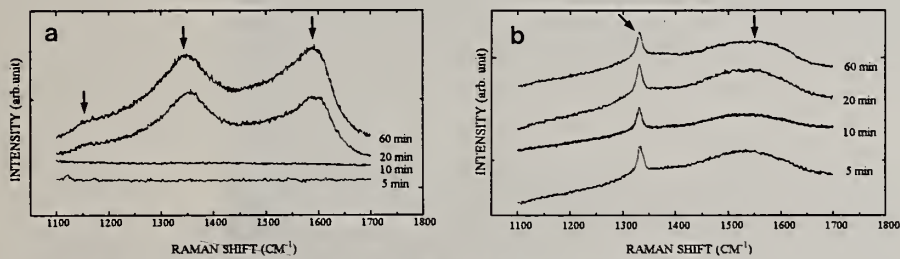 a
INTENSITY (arb.unit)
60 min
20 min
10 min
5 min
1100 1200 1300 1400 1500 1600 1700 1800
RAMAN SHIFT (CM⁻¹)
b
INTENSITY (arb. unit)
60 min
20 min
10 min
5 min
1100 1200 1300 1400 1500 1600 1700 1800
RAMAN SHIFT (CM⁻¹)